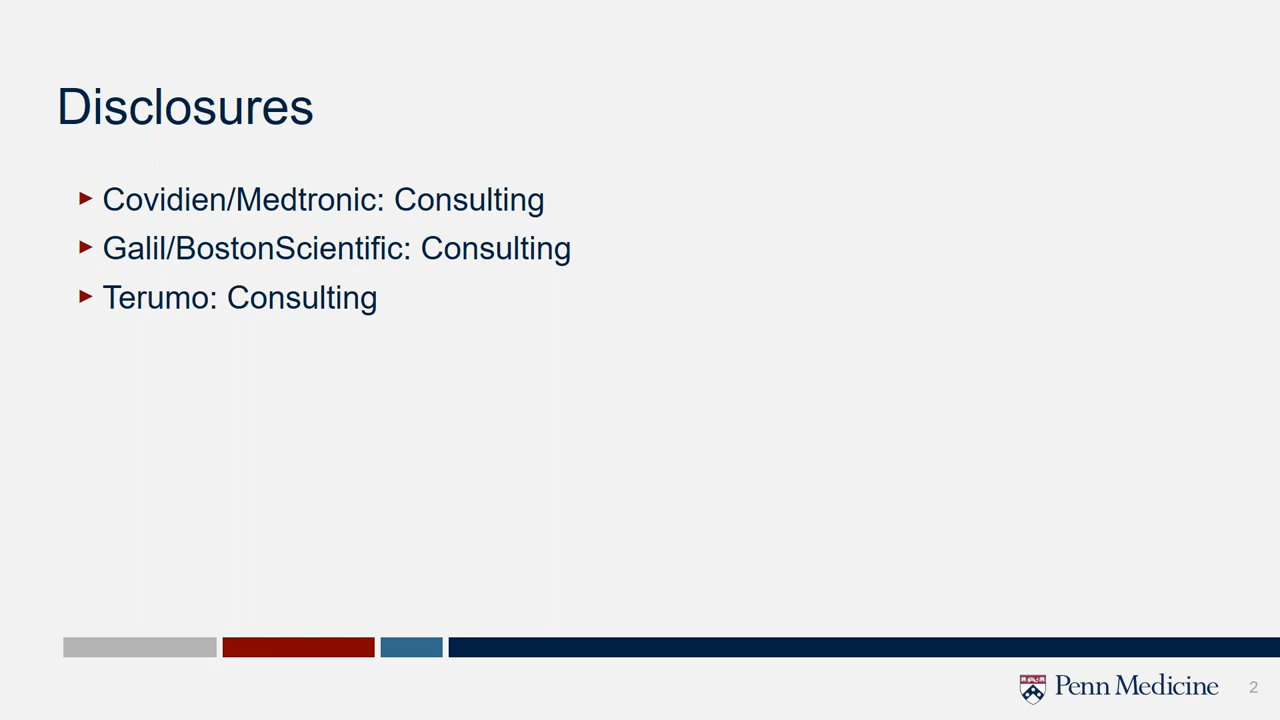 Disclosures
Covidien/Medtronic: Consulting
Galil/BostonScientific: Consulting
Terumo: Consulting
Penn Medicine
2